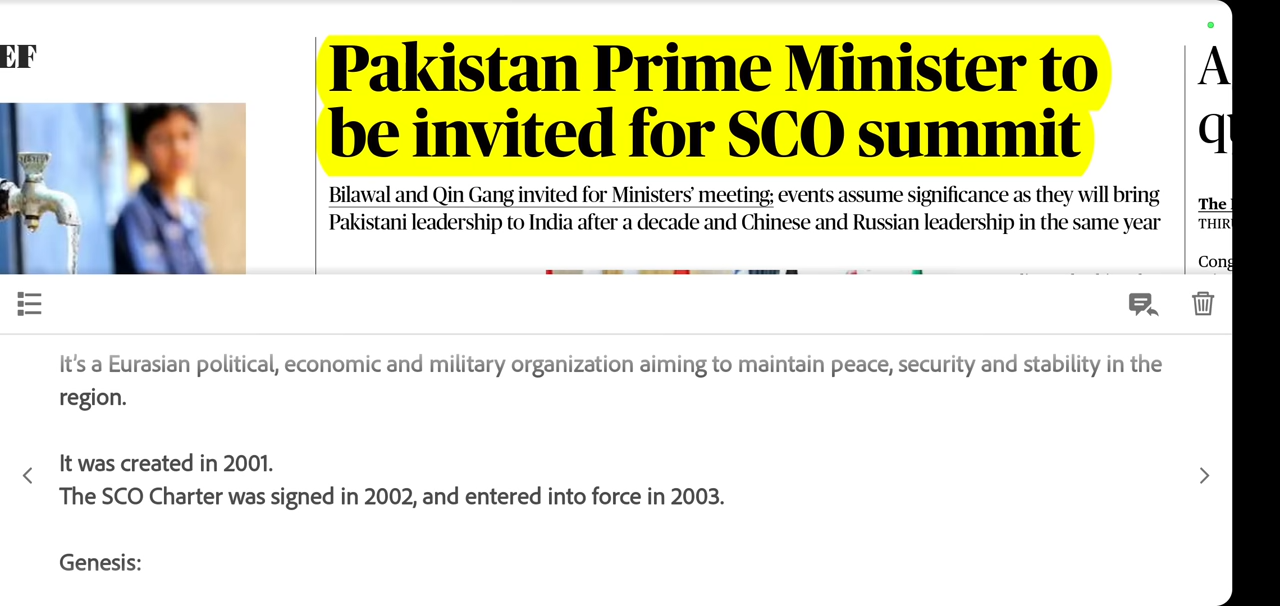 EF
Pakistan Prime Minister to
be invited for SCO summit
Bilawal and Qin Gang invited for Ministers' meeting; events assume significance as they will bring
Pakistani leadership to India after a decade and Chinese and Russian leadership in the same year
A
The
THIRU
Cong
It's a Eurasian political, economic and military organization aiming to maintain peace, security and stability in the
region.
It was created in 2001.
The SCO Charter was signed in 2002, and entered into force in 2003.
Genesis: